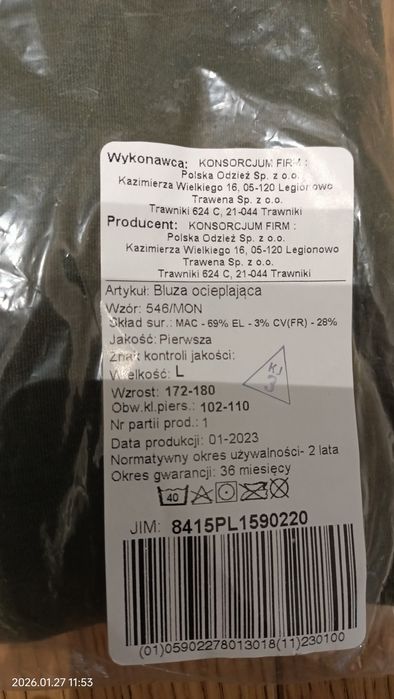 Wykonawca: KONSORCJUM FIRM :
Polska Odzież Sp. z o.o.
Kazimierza Wielkiego 16, 05-120 Legionowo
Trawena Sp. z o.o.
Trawniki 624 C, 21-044 Trawniki
Producent: KONSORCJUM FIRM :
Polska Odzież Sp. z o.o.
Kazimierza Wielkiego 16, 05-120 Legionowo
Trawena Sp. z o.o.
Trawniki 624 C, 21-044 Trawniki
Artykuł: Bluza ocieplająca
Wzór: 546/MON
Skład sur.: MAC - 69% EL - 3% CV(FR) - 28%
Jakość: Pierwsza
Znak kontroli jakości:
KJ
3
Wielkość: L
Wzrost: 172-180
Obw.kl.piers.: 102-110
Nr partii prod.: 1
Data produkcji: 01-2023
Normatywny okres używalności- 2 lata
Okres gwarancji: 36 miesięcy
40
JIM: 8415PL1590220
(01)05902278013018(11)230100
2026.01.27 11:53